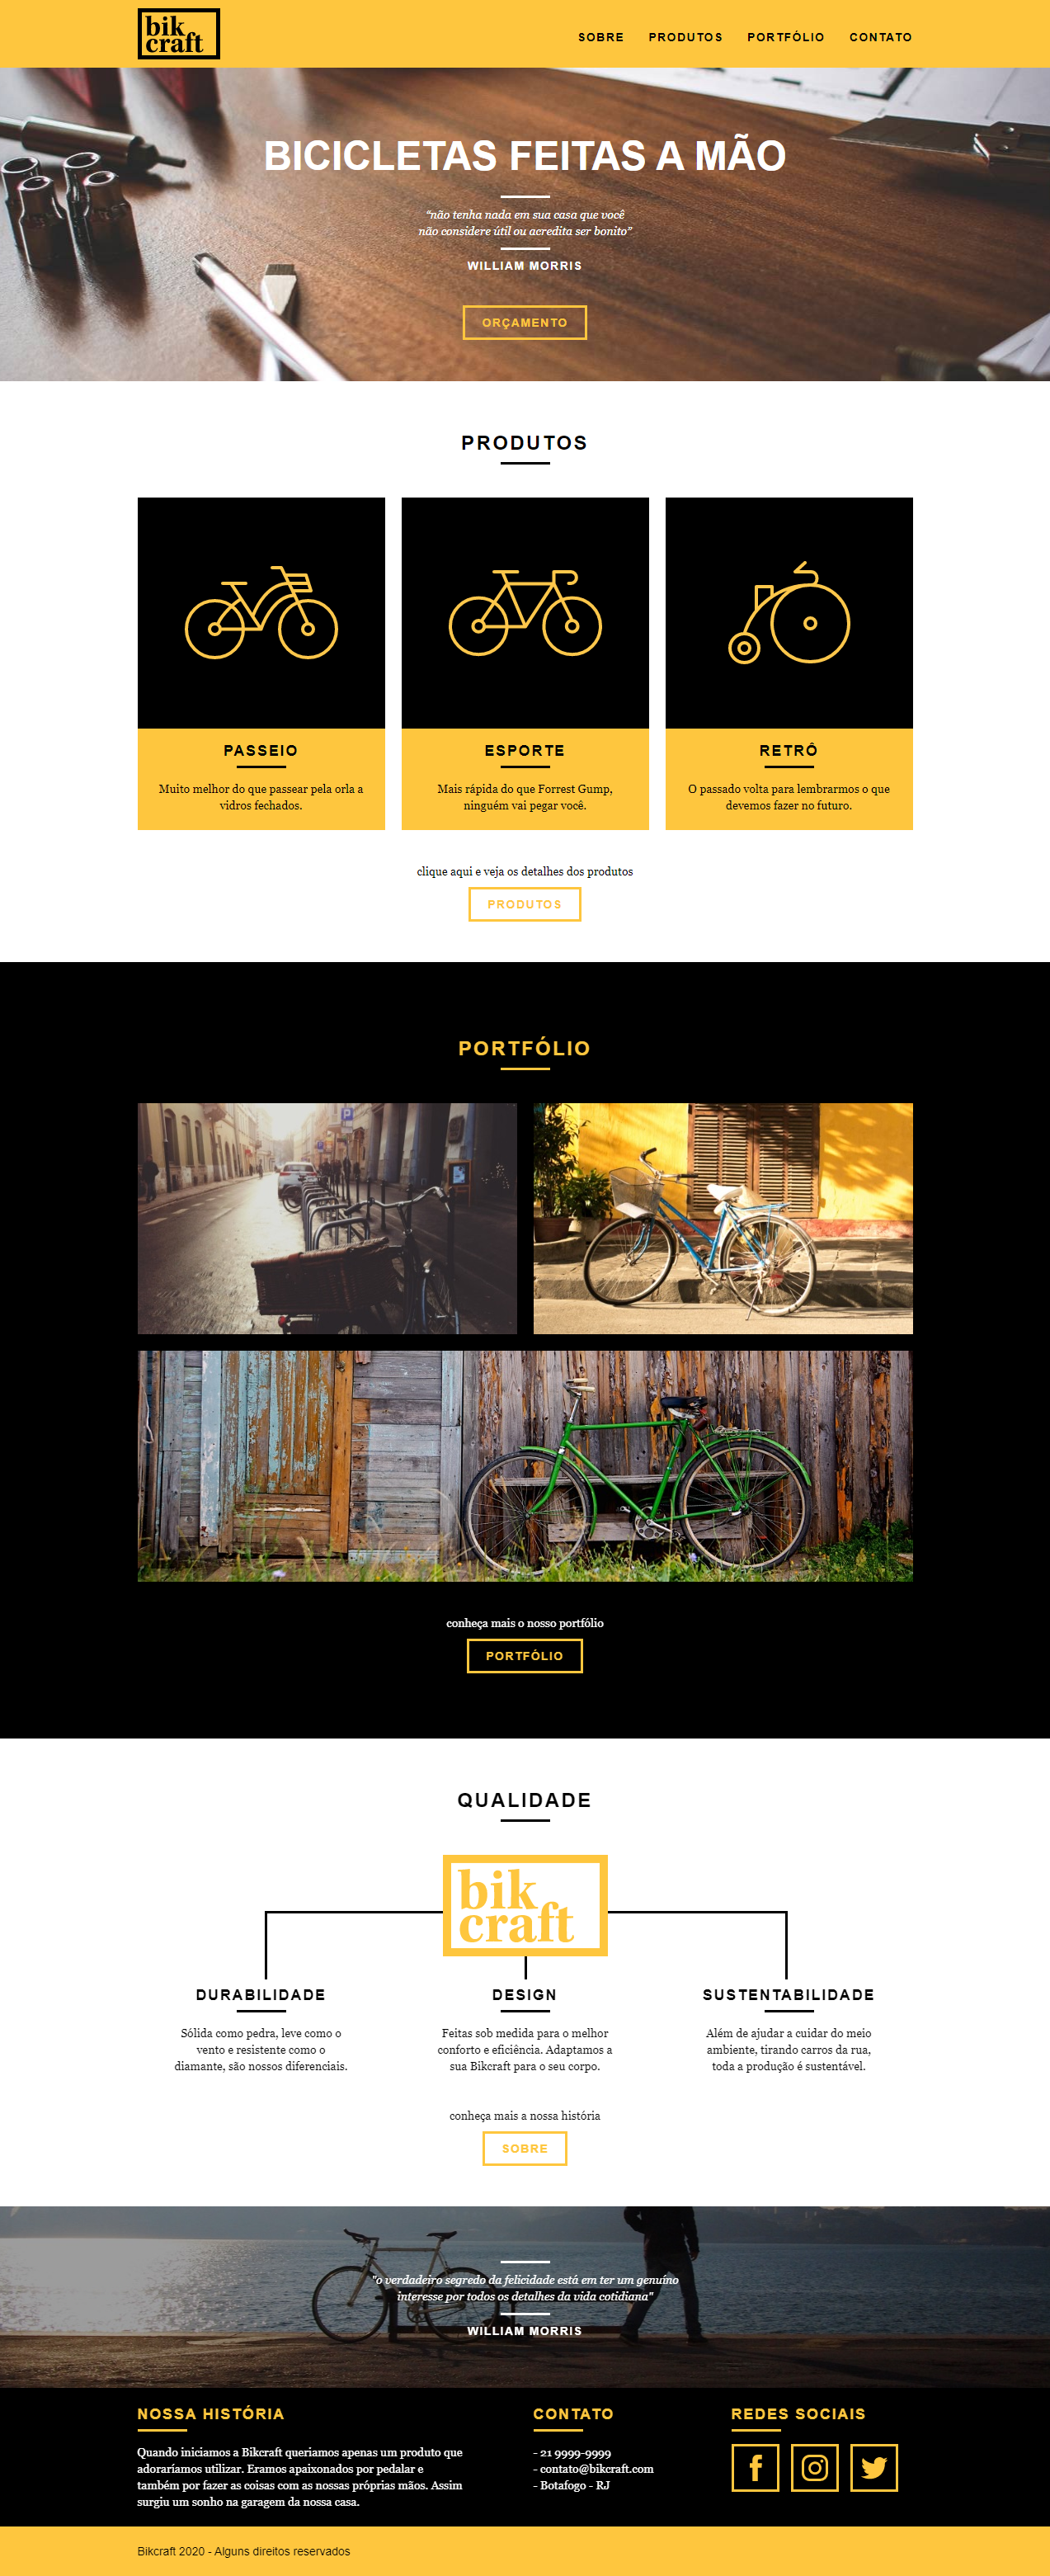 bik
craft
SOBRE PRODUTOS PORTFÓLIO CONTATO
BICICLETAS FEITAS A MÃO
“não tenha nada em sua casa que você
não considere útil ou acredita ser bonito”
WILLIAM MORRIS
ORÇAMENTO
PRODUTOS
PASSEIO
Muito melhor do que passear pela orla a
vidros fechados.
ESPORTE
Mais rápida do que Forrest Gump,
ninguém vai pegar você.
RETRÔ
O passado volta para lembrarmos o que
devemos fazer no futuro.
clique aqui e veja os detalhes dos produtos
PRODUTOS
PORTFÓLIO
P
conheça mais o nosso portfólio
PORTFÓLIO
QUALIDADE
bik
craft
DURABILIDADE
Sólida como pedra, leve como o
vento e resistente como o
diamante, são nossos diferenciais.
DESIGN
Feitas sob medida para o melhor
conforto e eficiência. Adaptamos a
sua Bikcraft para o seu corpo.
SUSTENTABILIDADE
Além de ajudar a cuidar do meio
ambiente, tirando carros da rua,
toda a produção é sustentável.
conheça mais a nossa história
SOBRE
"o verdadeiro segredo da felicidade está em ter um genuíno
interesse por todos os detalhes da vida cotidiana"
WILLIAM MORRIS
NOSSA HISTÓRIA
Quando iniciamos a Bikcraft queriamos apenas um produto que
adorariamos utilizar. Eramos apaixonados por pedalar e
também por fazer as coisas com as nossas próprias mãos. Assim
surgiu um sonho na garagem da nossa casa.
CONTATO
- 21 9999-9999
- contato@bikcraft.com
- Botafogo - RJ
REDES SOCIAIS
Bikcraft 2020 - Alguns direitos reservados